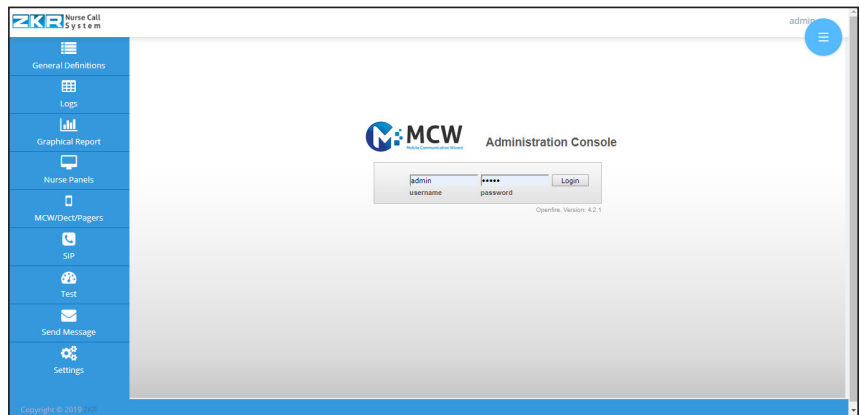 ZKR Nurse Call
System
admin
General Definitions
Logs
Graphical Report
Nurse Panels
MCW/Dect/Pagers
SIP
Test
Send Message
Settings
MCW
Mobile Communication Wizard
Administration Console
admin
••••• 
Login
username
password
Openfire, Version: 4.2.1
Copyright © 2019